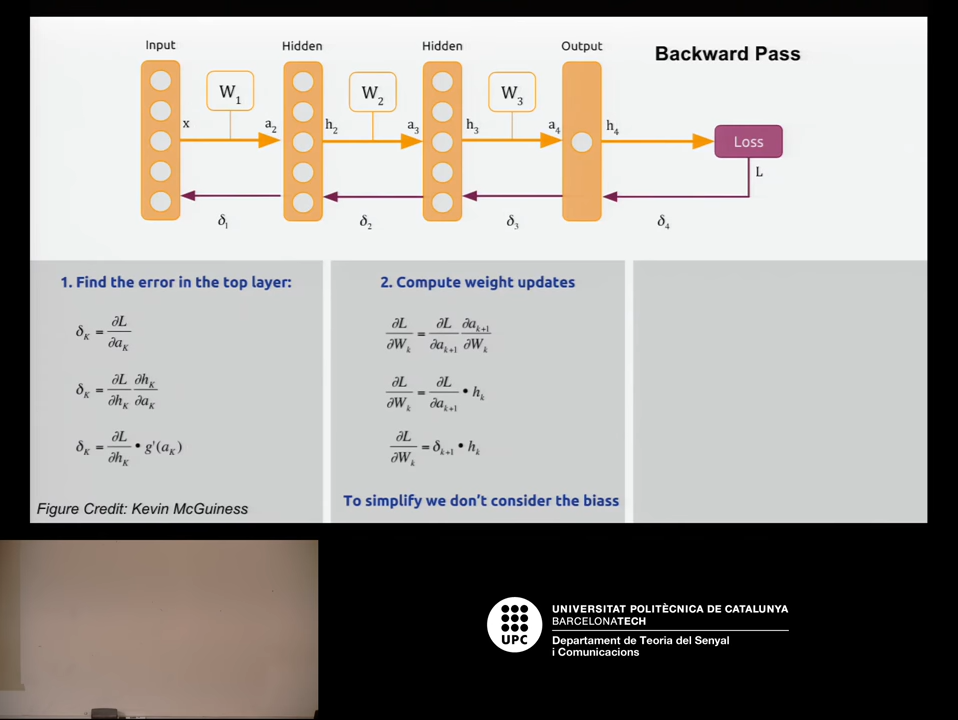 Input
Hidden
Hidden
Output
Backward Pass
W1
W2
W3
x
a2
h2
a3
h3
a4
h4
Loss
L
δ1
δ2
δ3
δ4
1. Find the error in the top layer:
δK = ∂L/∂aK
δK = ∂L/∂hK ∂hK/∂aK
δK = ∂L/∂hK • g'(aK)
Figure Credit: Kevin McGuiness
2. Compute weight updates
∂L/∂Wk = ∂L/∂ak+1 ∂ak+1/∂Wk
∂L/∂Wk = ∂L/∂ak+1 • hk
∂L/∂Wk = δk+1 • hk
To simplify we don't consider the biass
UPC
UNIVERSITAT POLITÈCNICA DE CATALUNYA
BARCELONATECH
Departament de Teoria del Senyal
i Comunicacions